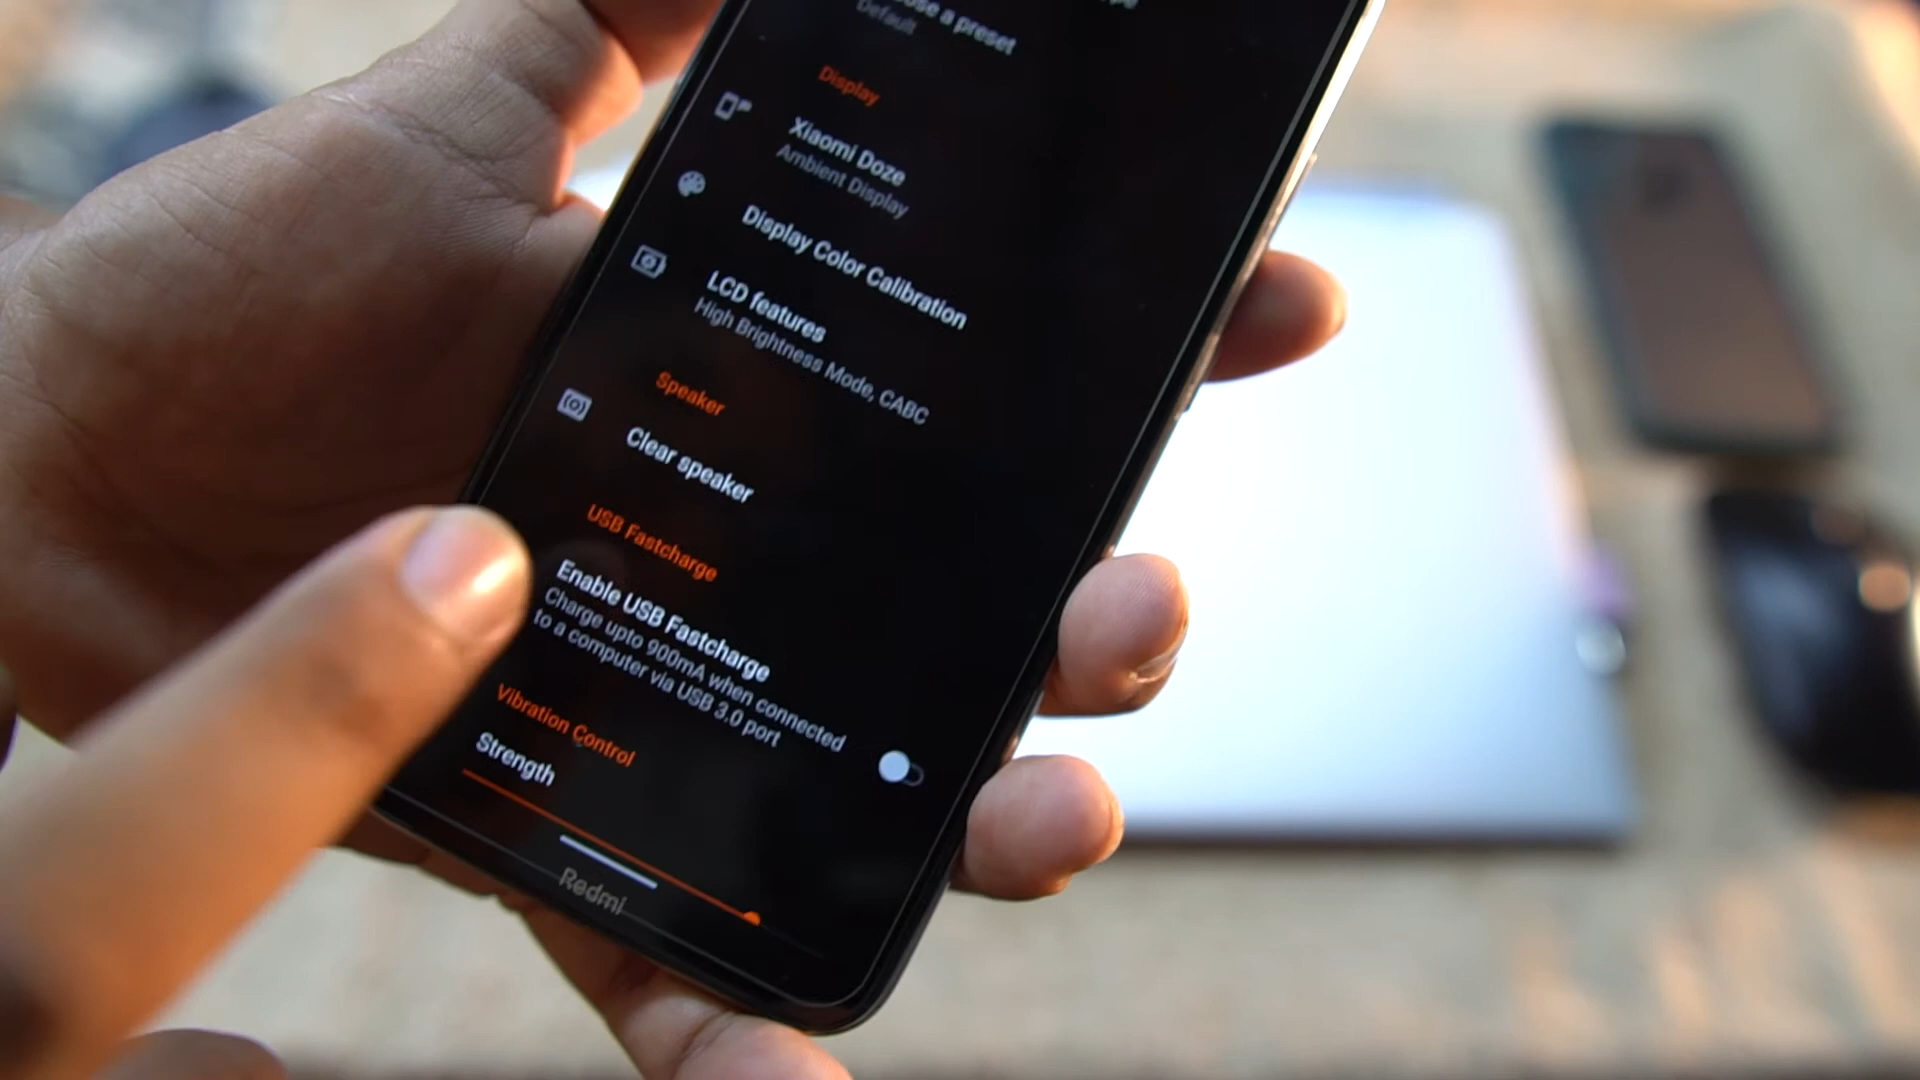 a preset
Default
Display
Xiaomi Doze
Ambient Display
Display Color Calibration
LCD features
High Brightness Mode, CABC
Speaker
Clear speaker
USB Fastcharge
Enable USB Fastcharge
Charge upto 900mA when connected
to a computer via USB 3.0 port
Vibration Control
Strength
Redmi